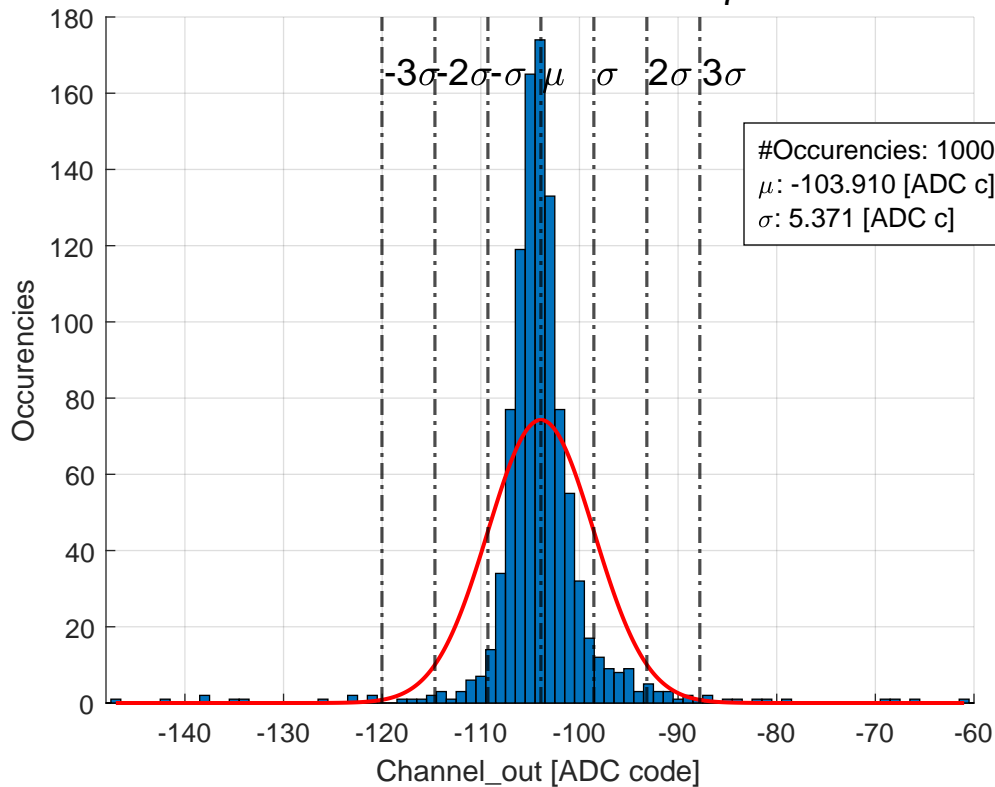 180
160
140
120
100
80
60
40
20
0
-3σ -2σ -σ μ σ 2σ 3σ
#Occurencies: 1000
μ: -103.910 [ADC c]
σ: 5.371 [ADC c]
Occurencies
-140 -130 -120 -110 -100 -90 -80 -70 -60
Channel_out [ADC code]